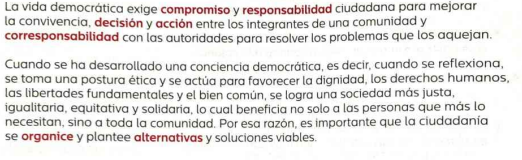 La vida democrática exige compromiso y responsabilidad ciudadana para mejorar
la convivencia, decisión y acción entre los integrantes de una comunidad y
corresponsabilidad con las autoridades para resolver los problemas que los aquejan.
Cuando se ha desarrollado una conciencia democrática, es decir, cuando se reflexiona,
se toma una postura ética y se actúa para favorecer la dignidad, los derechos humanos,
las libertades fundamentales y el bien común, se logra una sociedad más justa,
igualitaria, equitativa y solidaria, lo cual beneficia no solo a las personas que más lo
necesitan, sino a toda la comunidad. Por esa razón, es importante que la ciudadanía
se organice y plantee alternativas y soluciones viables.